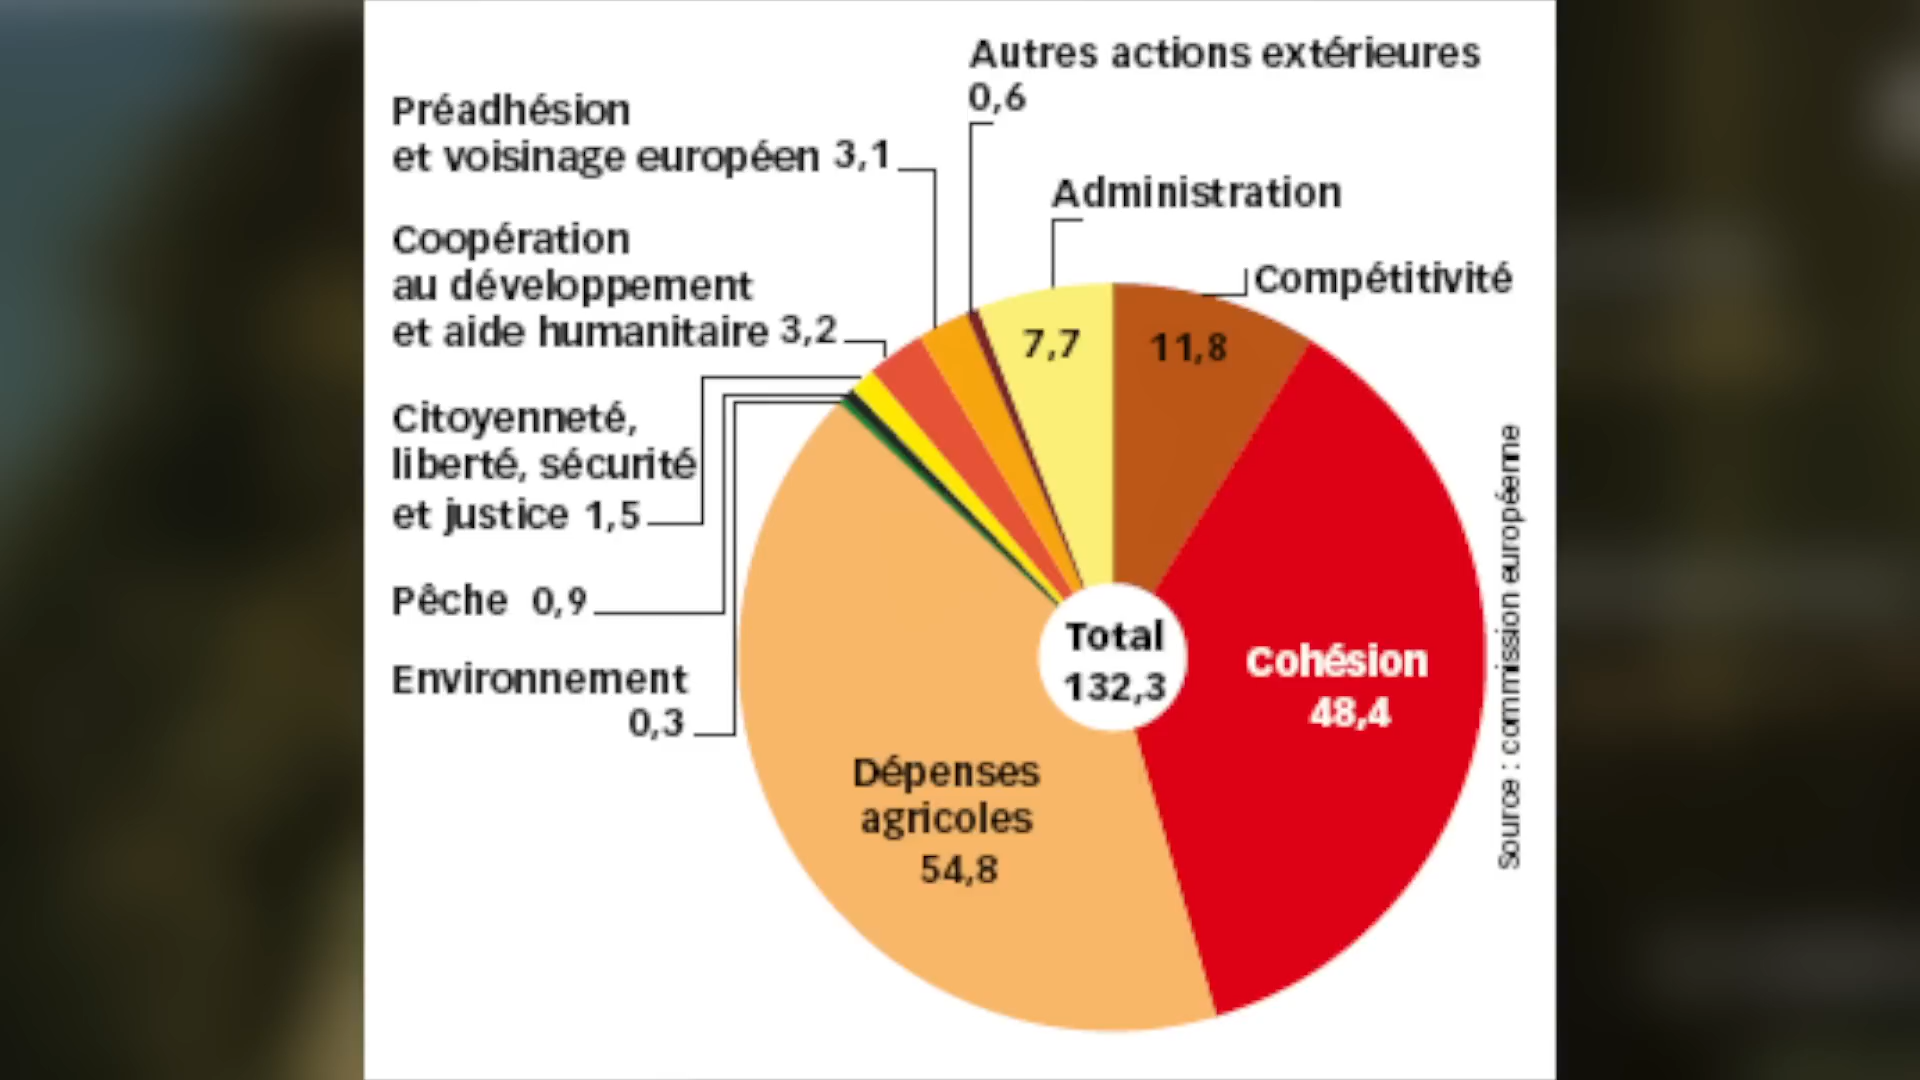 Autres actions extérieures
0,6
Préadhésion
et voisinage européen 3,1
Administration
7,7
Compétitivité
11,8
Coopération
au développement
et aide humanitaire 3,2
Citoyenneté,
liberté, sécurité
et justice 1,5
Pêche 0,9
Environnement
0,3
Total
132,3
Cohésion
48,4
Dépenses
agricoles
54,8
Source : commission européenne